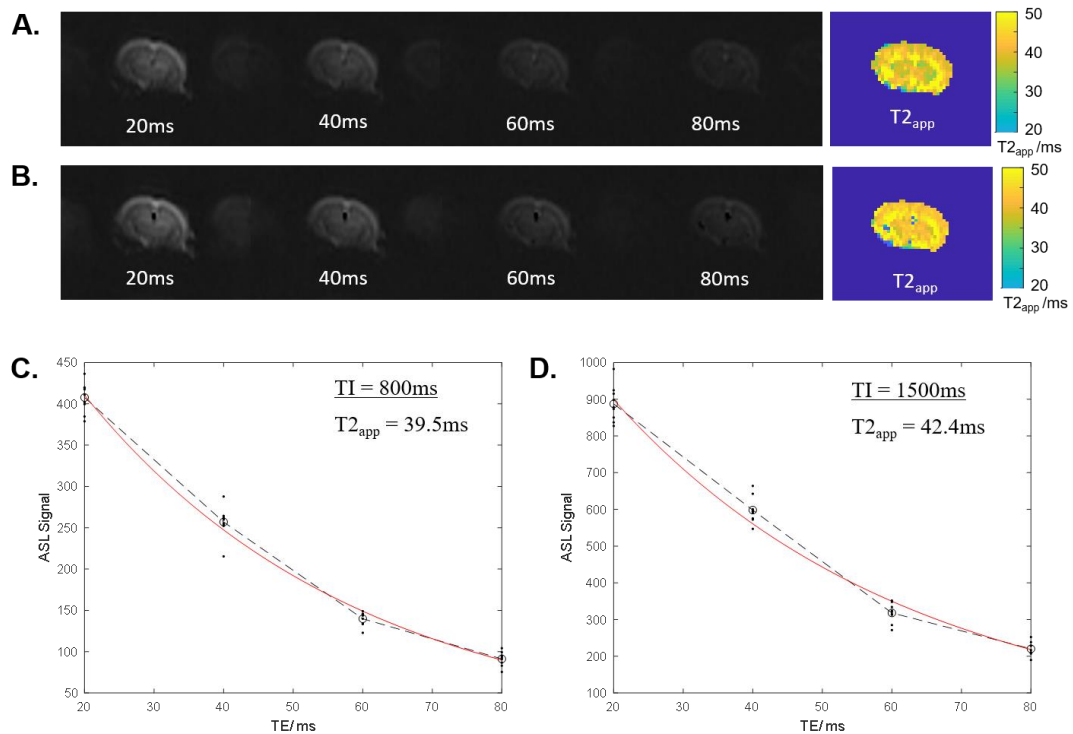 A.
20ms 40ms 60ms 80ms
T2app
50
40
30
20
T2app /ms
B.
20ms 40ms 60ms 80ms
T2app
50
40
30
20
T2app /ms
C.
TI = 800ms
T2app = 39.5ms
450
400
350
300
250
200
150
100
50
ASL Signal
20 30 40 50 60 70 80
TE/ ms
D.
TI = 1500ms
T2app = 42.4ms
1000
900
800
700
600
500
400
300
200
100
ASL Signal
20 30 40 50 60 70 80
TE/ ms